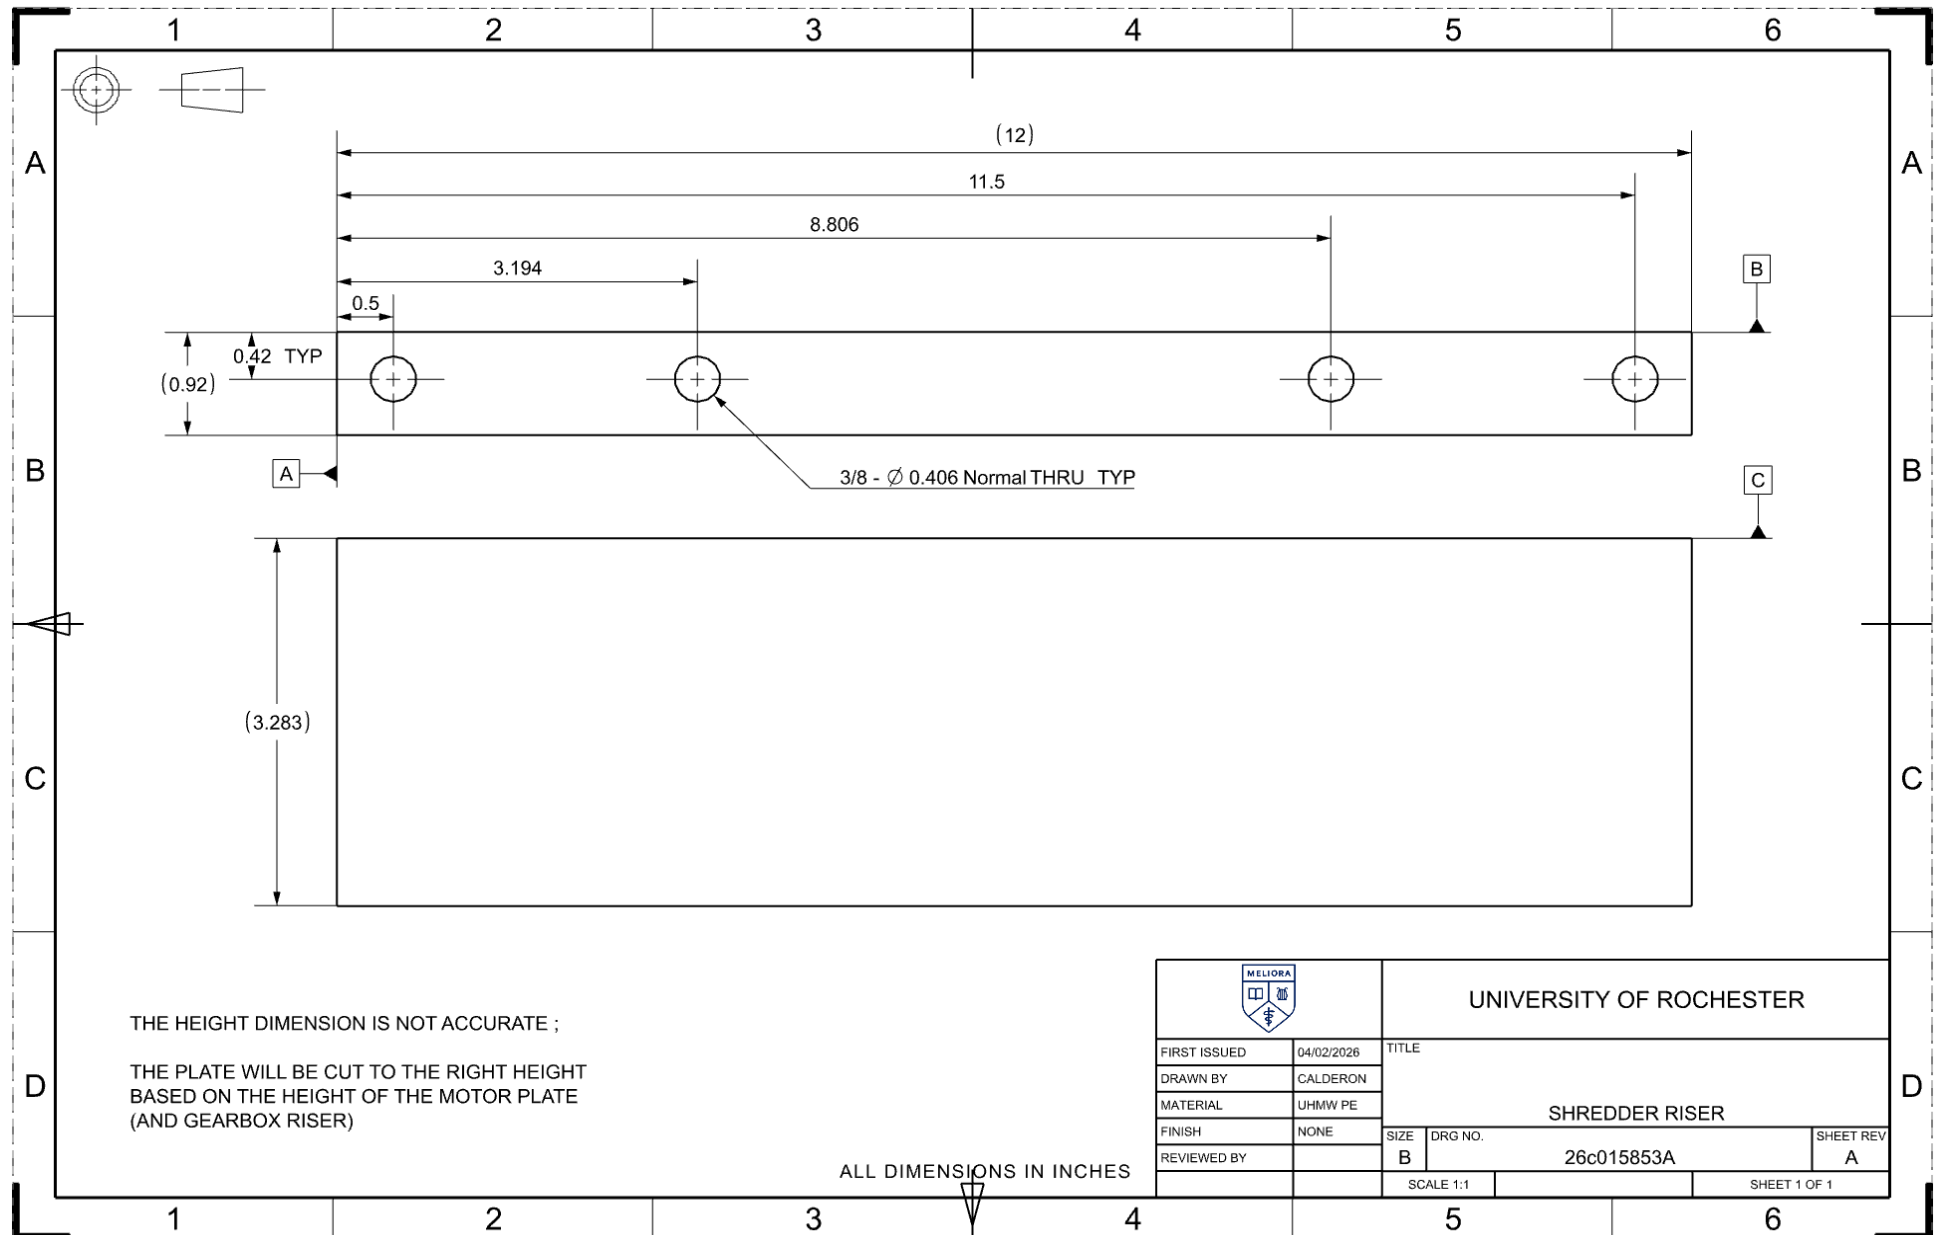 1 2 3 4 5 6
A A
(12)
11.5
8.806
3.194
B
0.5
0.42 TYP
(0.92)
B B
A
3/8 - Ø 0.406 Normal THRU TYP
C
(3.283)
C C
MELIORA
UNIVERSITY OF ROCHESTER
THE HEIGHT DIMENSION IS NOT ACCURATE ;
THE PLATE WILL BE CUT TO THE RIGHT HEIGHT
BASED ON THE HEIGHT OF THE MOTOR PLATE
(AND GEARBOX RISER)
D D
FIRST ISSUED 04/02/2026
DRAWN BY CALDERON
MATERIAL UHMW PE
FINISH NONE
REVIEWED BY
TITLE
SHREDDER RISER
SIZE DRG NO. SHEET REV
B 26c015853A A
SCALE 1:1 SHEET 1 OF 1
ALL DIMENSIONS IN INCHES
1 2 3 4 5 6